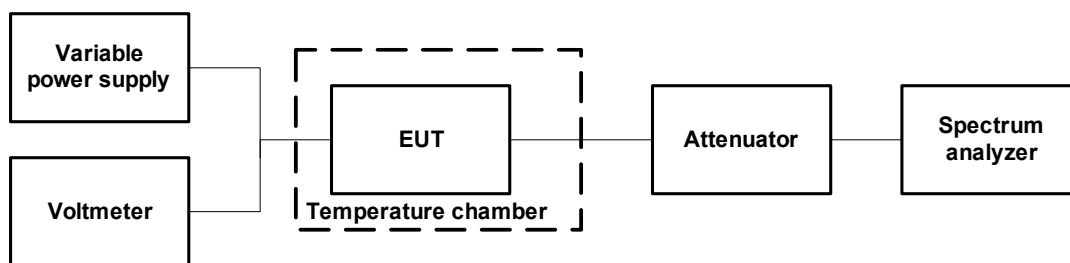 Variable
power supply
Voltmeter
EUT
Temperature chamber
Attenuator
Spectrum
analyzer